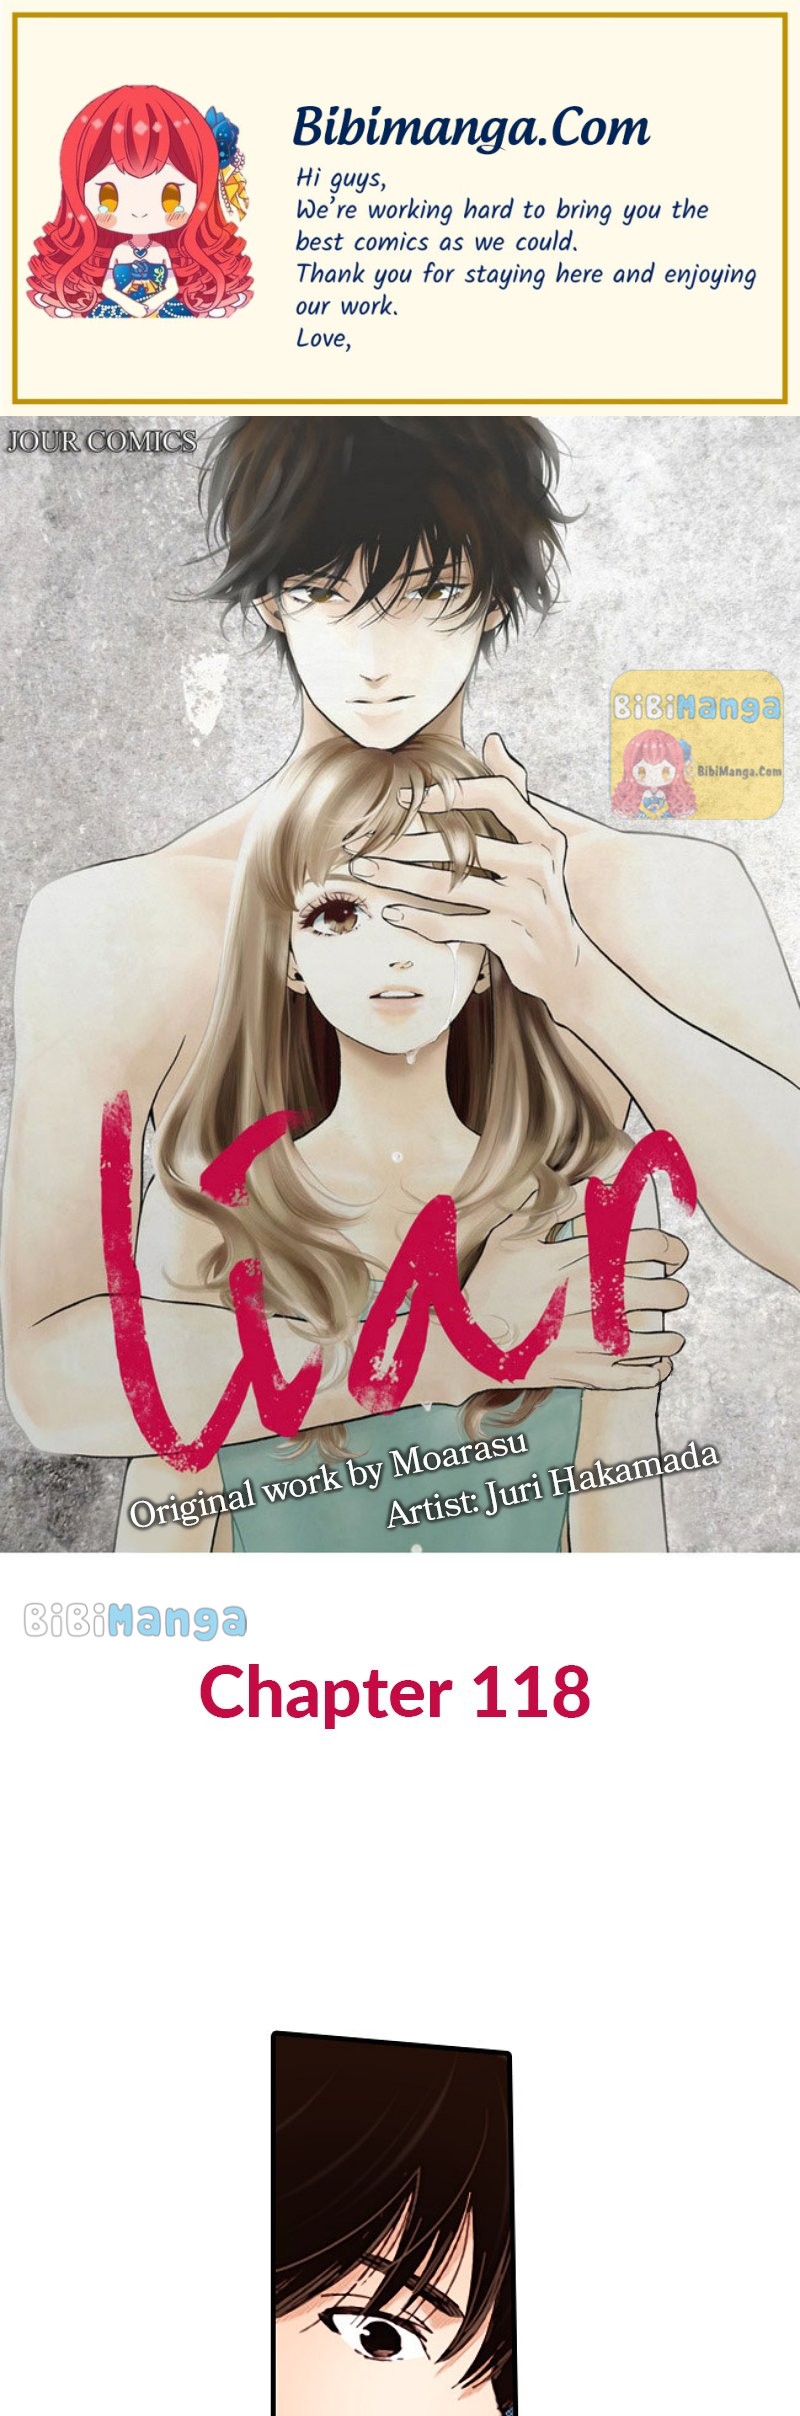 Bibimanga.Com
Hi guys,
We're working hard to bring you the
best comics as we could.
Thank you for staying here and enjoying
our work.
Love,
JOUR COMICS
BiBiManga
BibiManga.Com
liar
Original work by Moarasu
Artist: Juri Hakamada
BiBiManga
Chapter 118